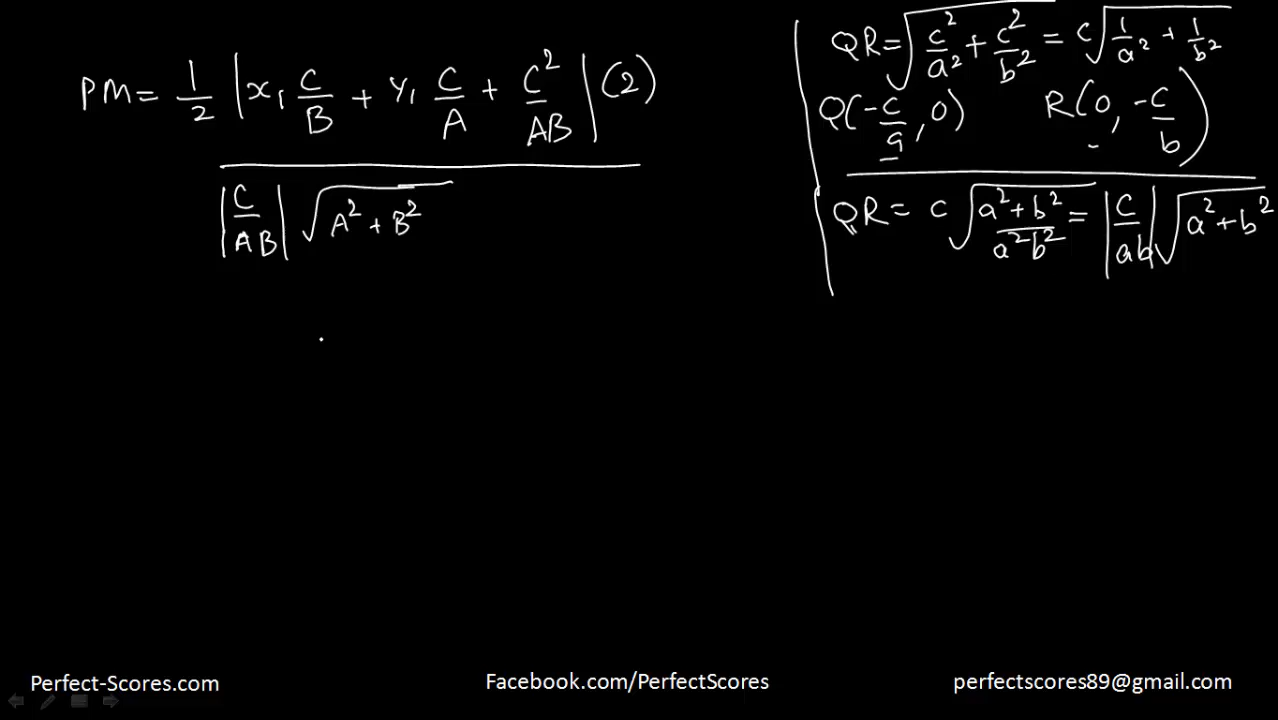 PM = 1/2 |x₁ C/B + y₁ C/A + C²/AB| (2)
|C/AB| √(A² + B²)
QR = √(c²/a² + c²/b²) = c√(1/a² + 1/b²)
Q(-c/a, 0) R(0, -c/b)
QR = c√((a²+b²)/(a²b²)) = |c/ab| √(a²+b²)
Perfect-Scores.com Facebook.com/PerfectScores perfectscores89@gmail.com